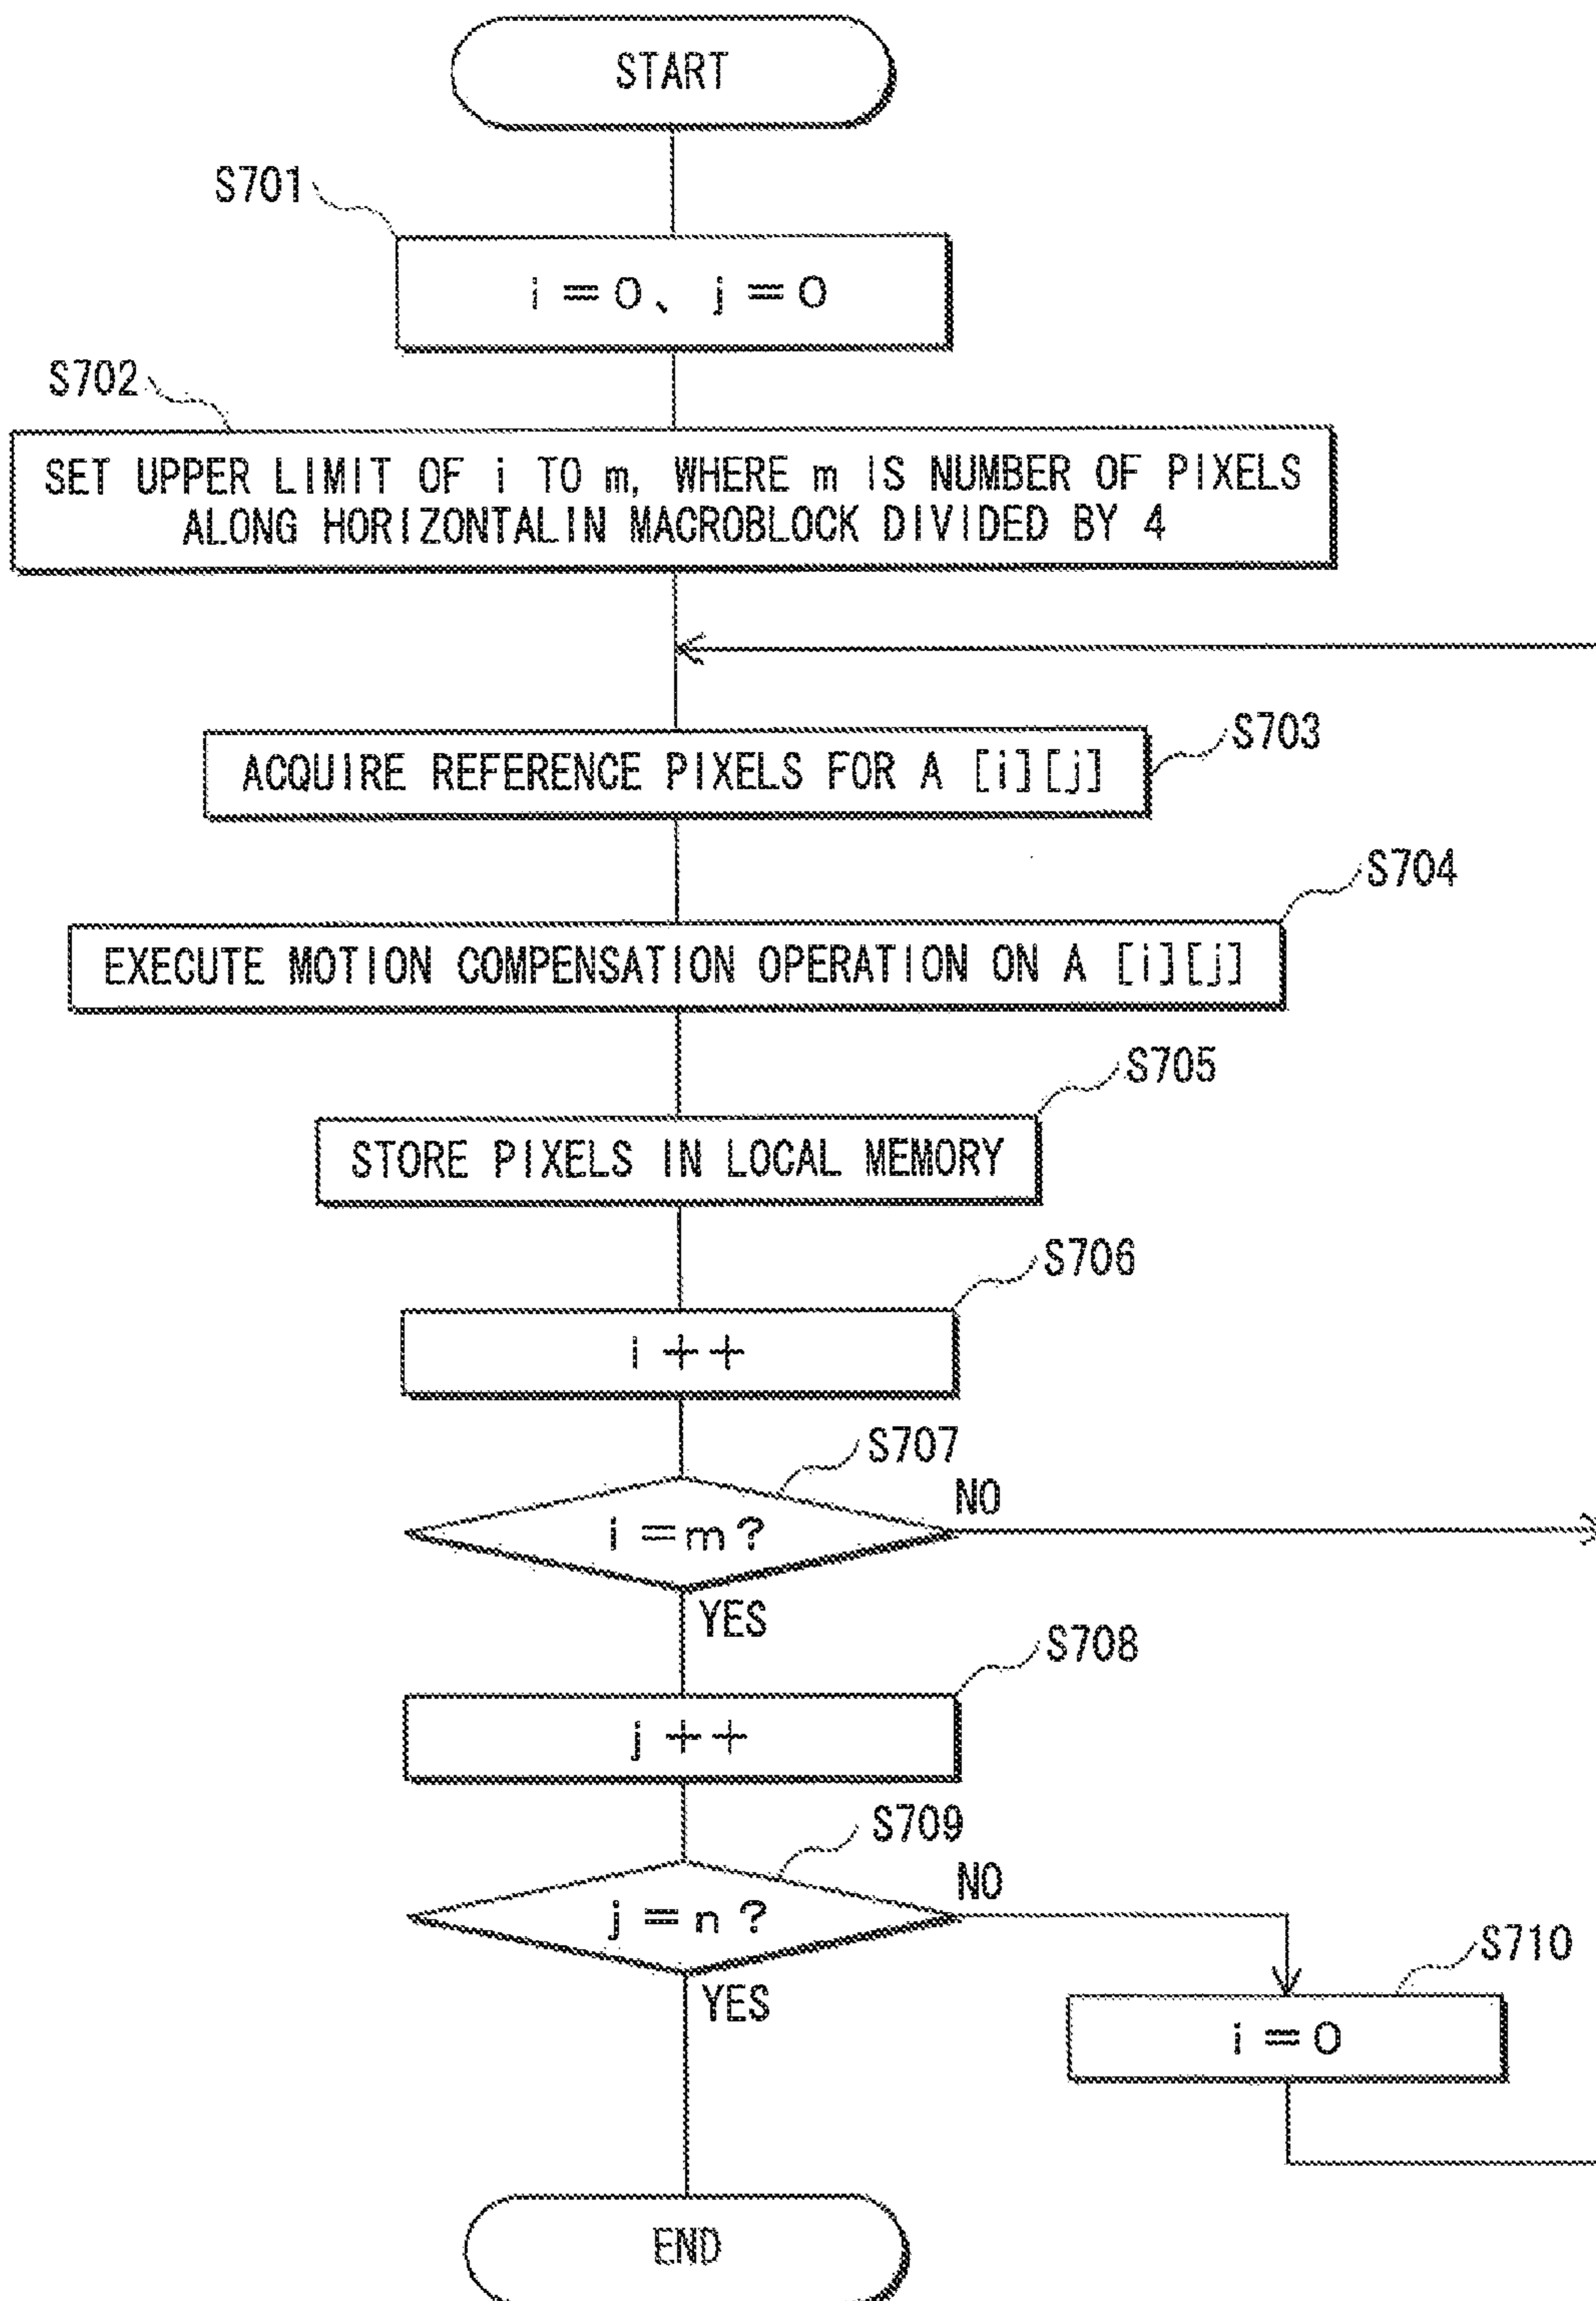 START
S701
i=0、 j=0
S702
SET UPPER LIMIT OF i TO m, WHERE m IS NUMBER OF PIXELS
ALONG HORIZONTALIN MACROBLOCK DIVIDED BY 4
S703
ACQUIRE REFERENCE PIXELS FOR A [i][j]
S704
EXECUTE MOTION COMPENSATION OPERATION ON A [i][j]
S705
STORE PIXELS IN LOCAL MEMORY
S706
i++
S707
i=m?
NO
YES
S708
j++
S709
j=n?
NO
YES
S710
i=0
END